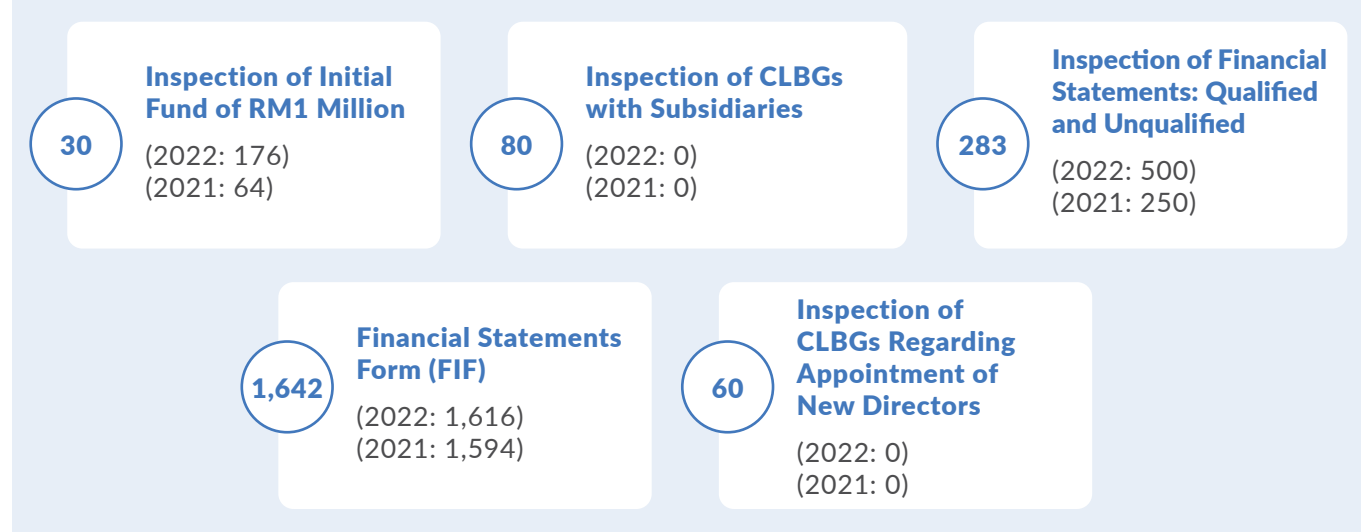 30
Inspection of Initial
Fund of RM1 Million
(2022: 176)
(2021: 64)
80
Inspection of CLBGs
with Subsidiaries
(2022: 0)
(2021: 0)
283
Inspection of Financial
Statements: Qualified
and Unqualified
(2022: 500)
(2021: 250)
1,642
Financial Statements
Form (FIF)
(2022: 1,616)
(2021: 1,594)
60
Inspection of
CLBGs Regarding
Appointment of
New Directors
(2022: 0)
(2021: 0)